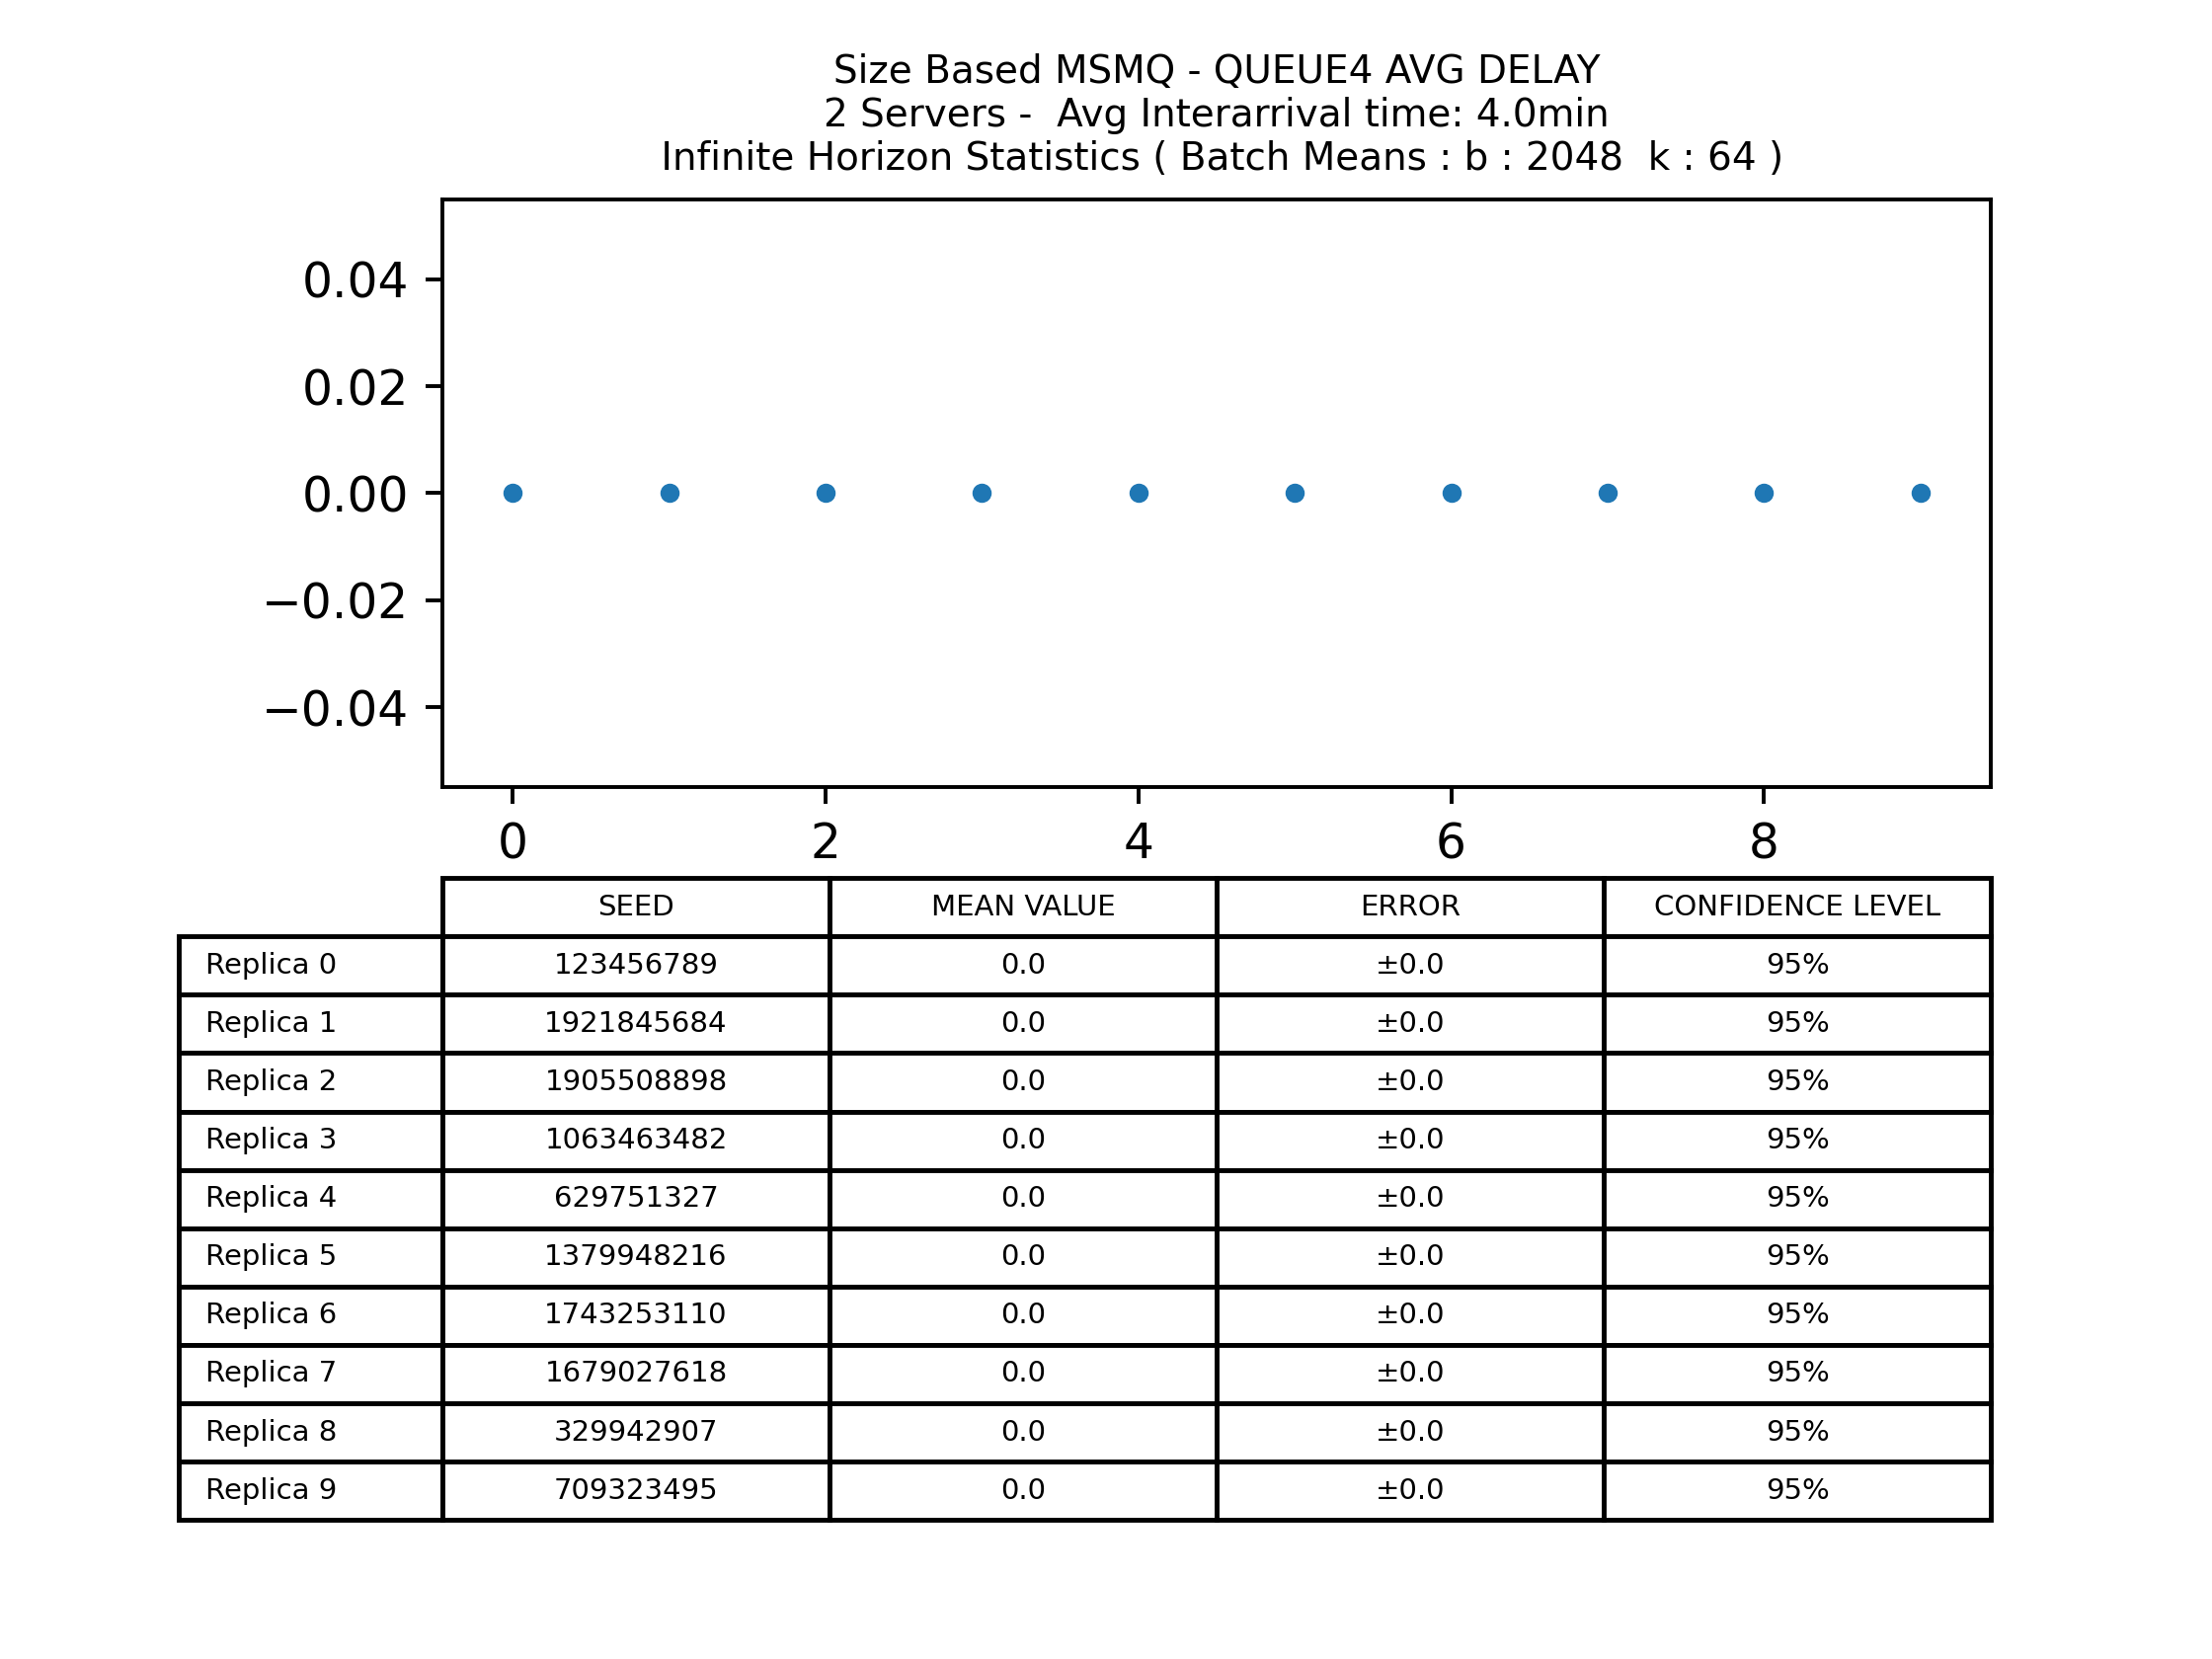 Size Based MSMQ - QUEUE4 AVG DELAY
2 Servers -  Avg Interarrival time: 4.0min
Infinite Horizon Statistics ( Batch Means : b : 2048  k : 64 )
0.04
0.02
0.00
−0.02
−0.04
0 2 4 6 8
SEED MEAN VALUE ERROR CONFIDENCE LEVEL
Replica 0 123456789 0.0 ±0.0 95%
Replica 1 1921845684 0.0 ±0.0 95%
Replica 2 1905508898 0.0 ±0.0 95%
Replica 3 1063463482 0.0 ±0.0 95%
Replica 4 629751327 0.0 ±0.0 95%
Replica 5 1379948216 0.0 ±0.0 95%
Replica 6 1743253110 0.0 ±0.0 95%
Replica 7 1679027618 0.0 ±0.0 95%
Replica 8 329942907 0.0 ±0.0 95%
Replica 9 709323495 0.0 ±0.0 95%